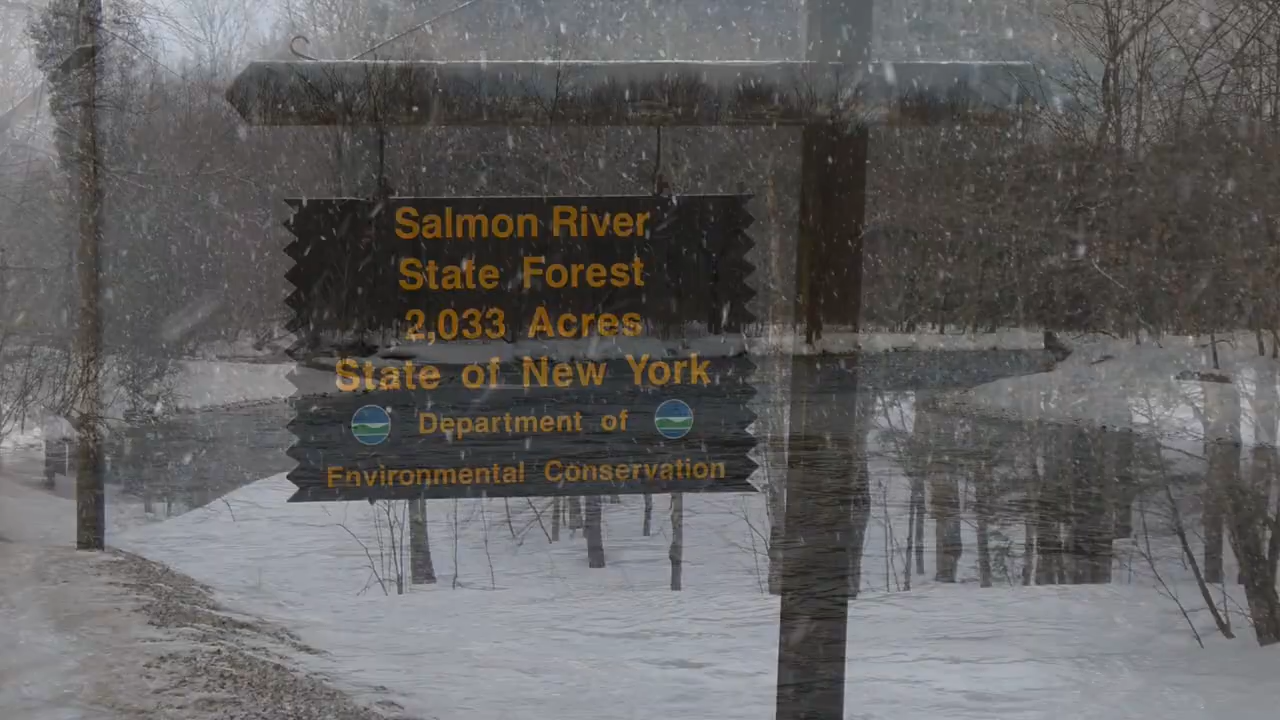 Salmon River
State Forest
2,033 Acres
State of New York
Department of
Environmental Conservation